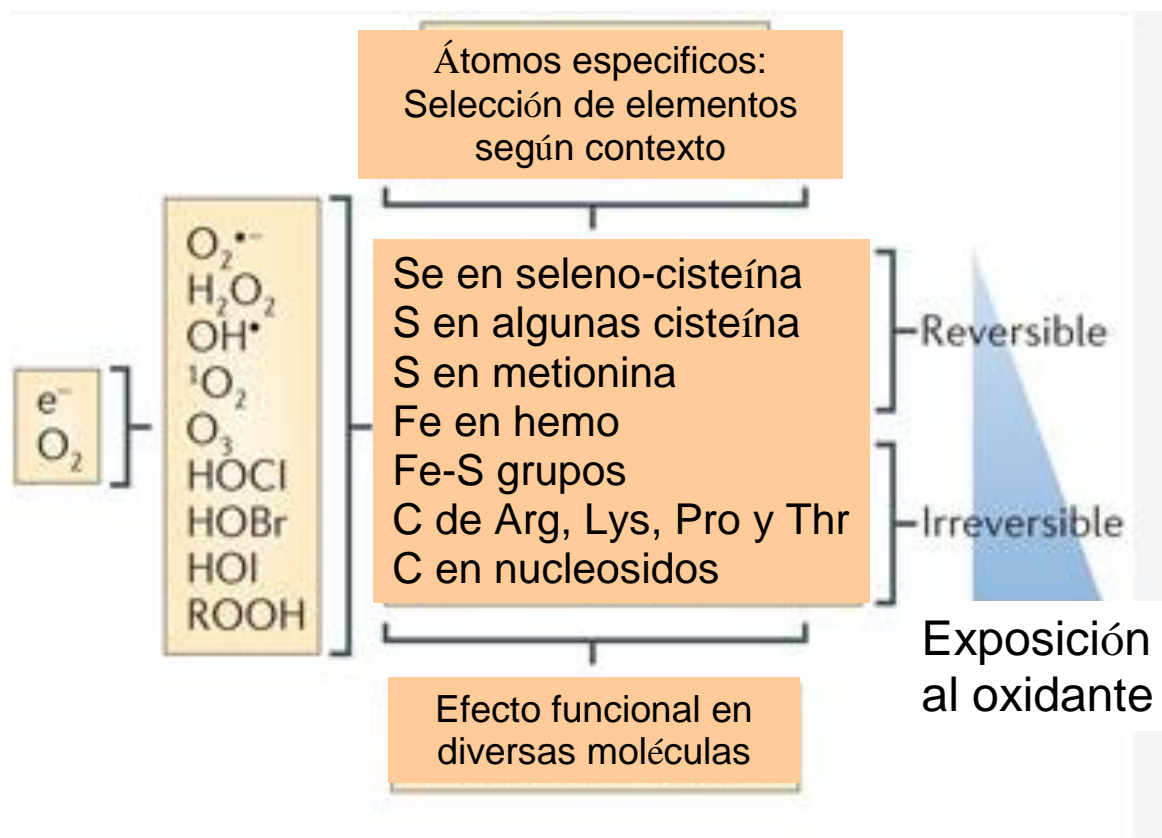 Átomos especificos:
Selección de elementos
según contexto
e⁻
O₂
O₂•⁻
H₂O₂
OH•
¹O₂
O₃
HOCl
HOBr
HOI
ROOH
Se en seleno-cisteína
S en algunas cisteína
S en metionina
Fe en hemo
Fe-S grupos
C de Arg, Lys, Pro y Thr
C en nucleosidos
Reversible
Irreversible
Exposición
al oxidante
Efecto funcional en
diversas moléculas